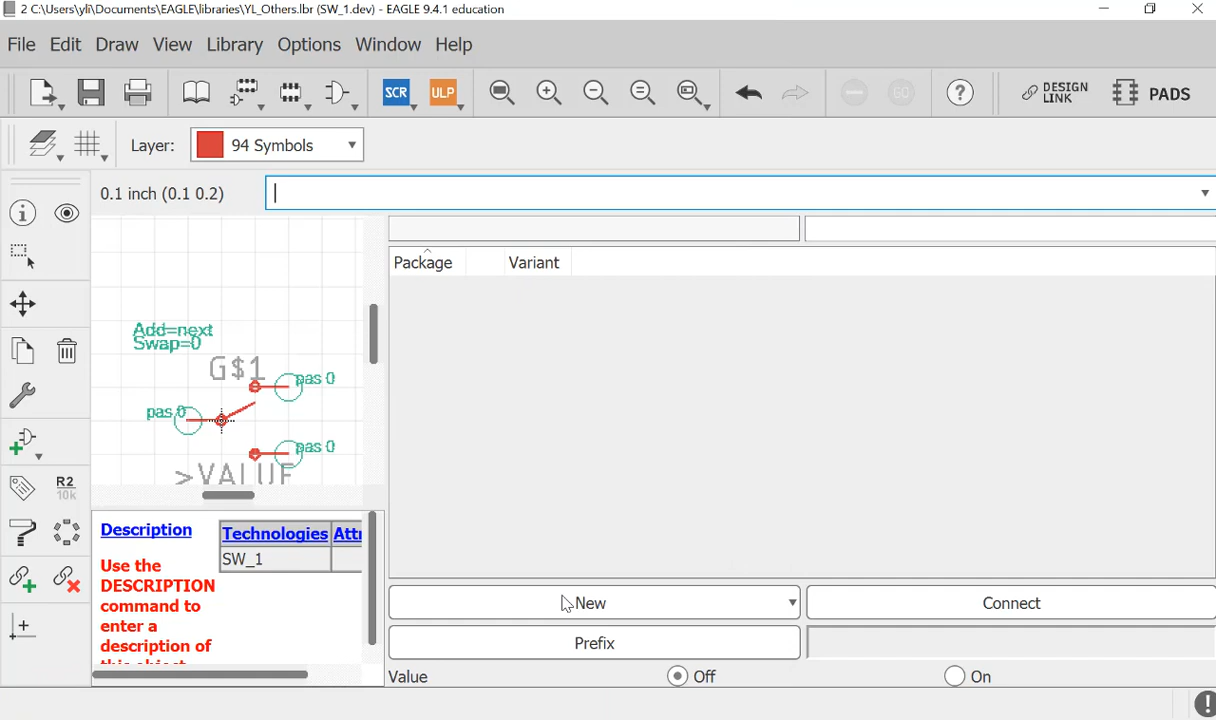 2 C:\Users\yli\Documents\EAGLE\libraries\YL_Others.lbr (SW_1.dev) - EAGLE 9.4.1 education
File Edit Draw View Library Options Window Help
SCR ULP DESIGN LINK PADS
Layer: 94 Symbols
0.1 inch (0.1 0.2)
Package Variant
Add=next
Swap=0
G$1
pas 0
pas 0
pas 0
>VALUE
R2
10k
Description
Technologies Attr
SW_1
Use the
DESCRIPTION
command to
enter a
description of
this object
New Connect
Prefix
Value Off On